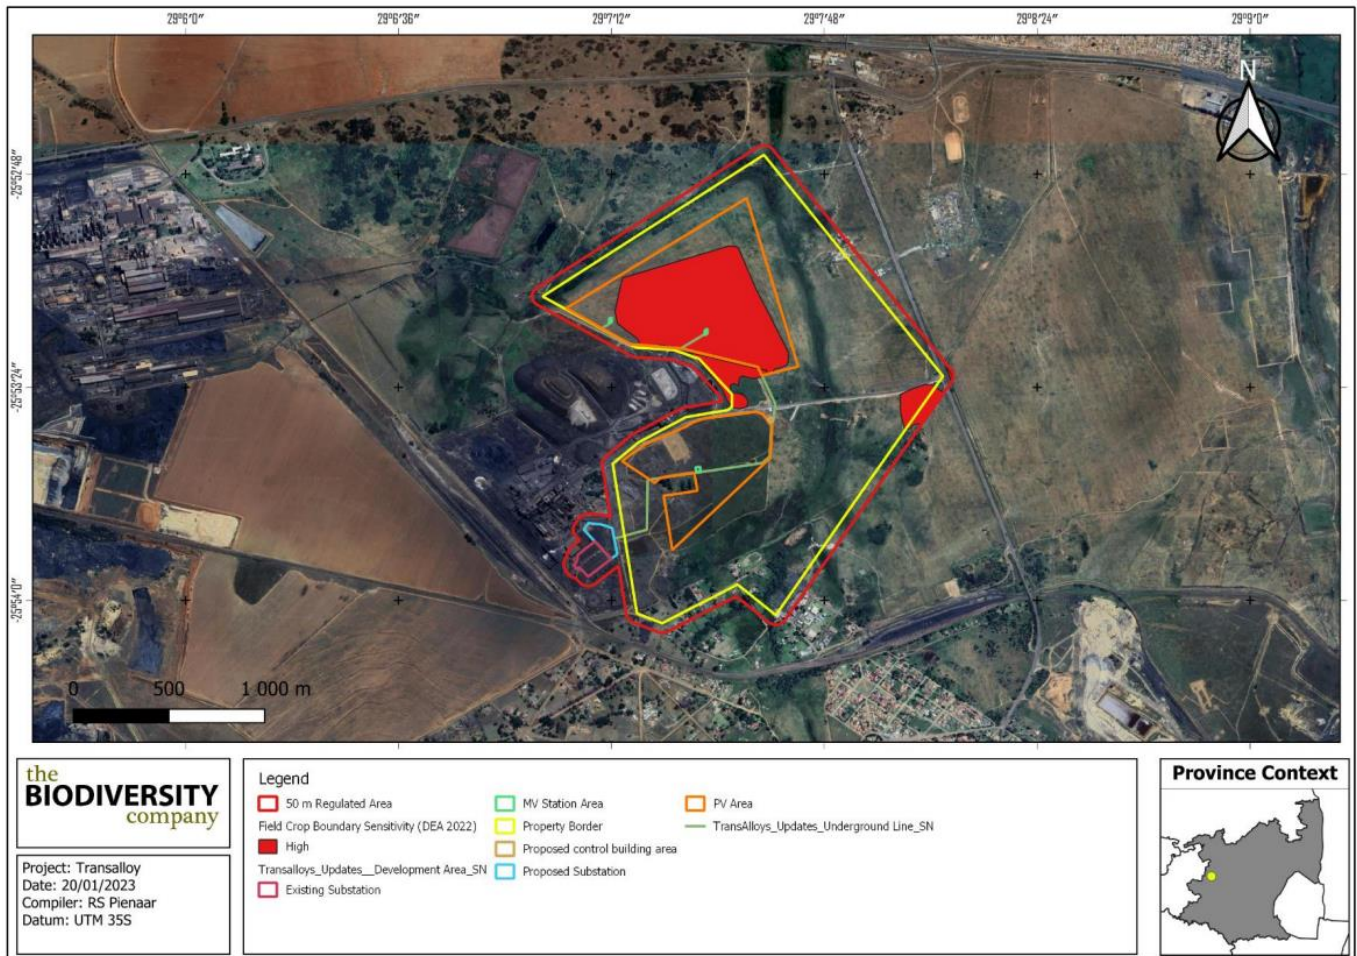 29°6'0"
29°6'36"
29°7'12"
29°7'48"
29°8'24"
29°9'0"
N
-25°52'48"
-25°53'24"
-25°54'0"
0 500 1 000 m
the
BIODIVERSITY
company
Project: Transalloy
Date: 20/01/2023
Compiler: RS Pienaar
Datum: UTM 35S
Legend
50 m Regulated Area
Field Crop Boundary Sensitivity (DEA 2022)
High
Transalloys_Updates__Development Area_SN
Existing Substation
MV Station Area
Property Border
Proposed control building area
Proposed Substation
PV Area
TransAlloys_Updates_Underground Line_SN
Province Context